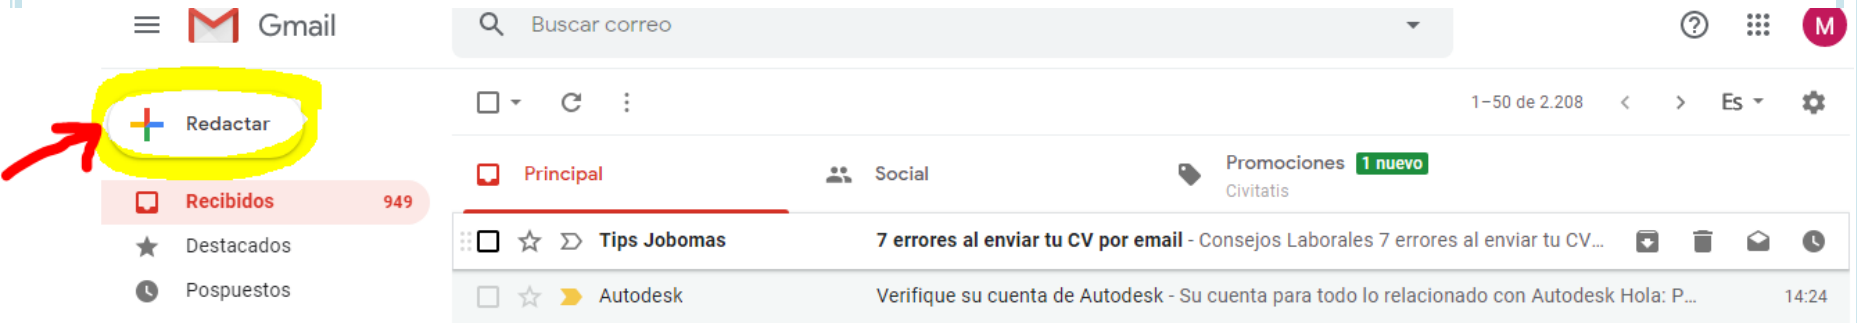 Gmail
Buscar correo
M
Redactar
1–50 de 2.208
Es
Principal
Social
Promociones 1 nuevo
Civitatis
Recibidos 949
Destacados
Pospuestos
Tips Jobomas 7 errores al enviar tu CV por email - Consejos Laborales 7 errores al enviar tu CV...
Autodesk Verifique su cuenta de Autodesk - Su cuenta para todo lo relacionado con Autodesk Hola: P... 14:24